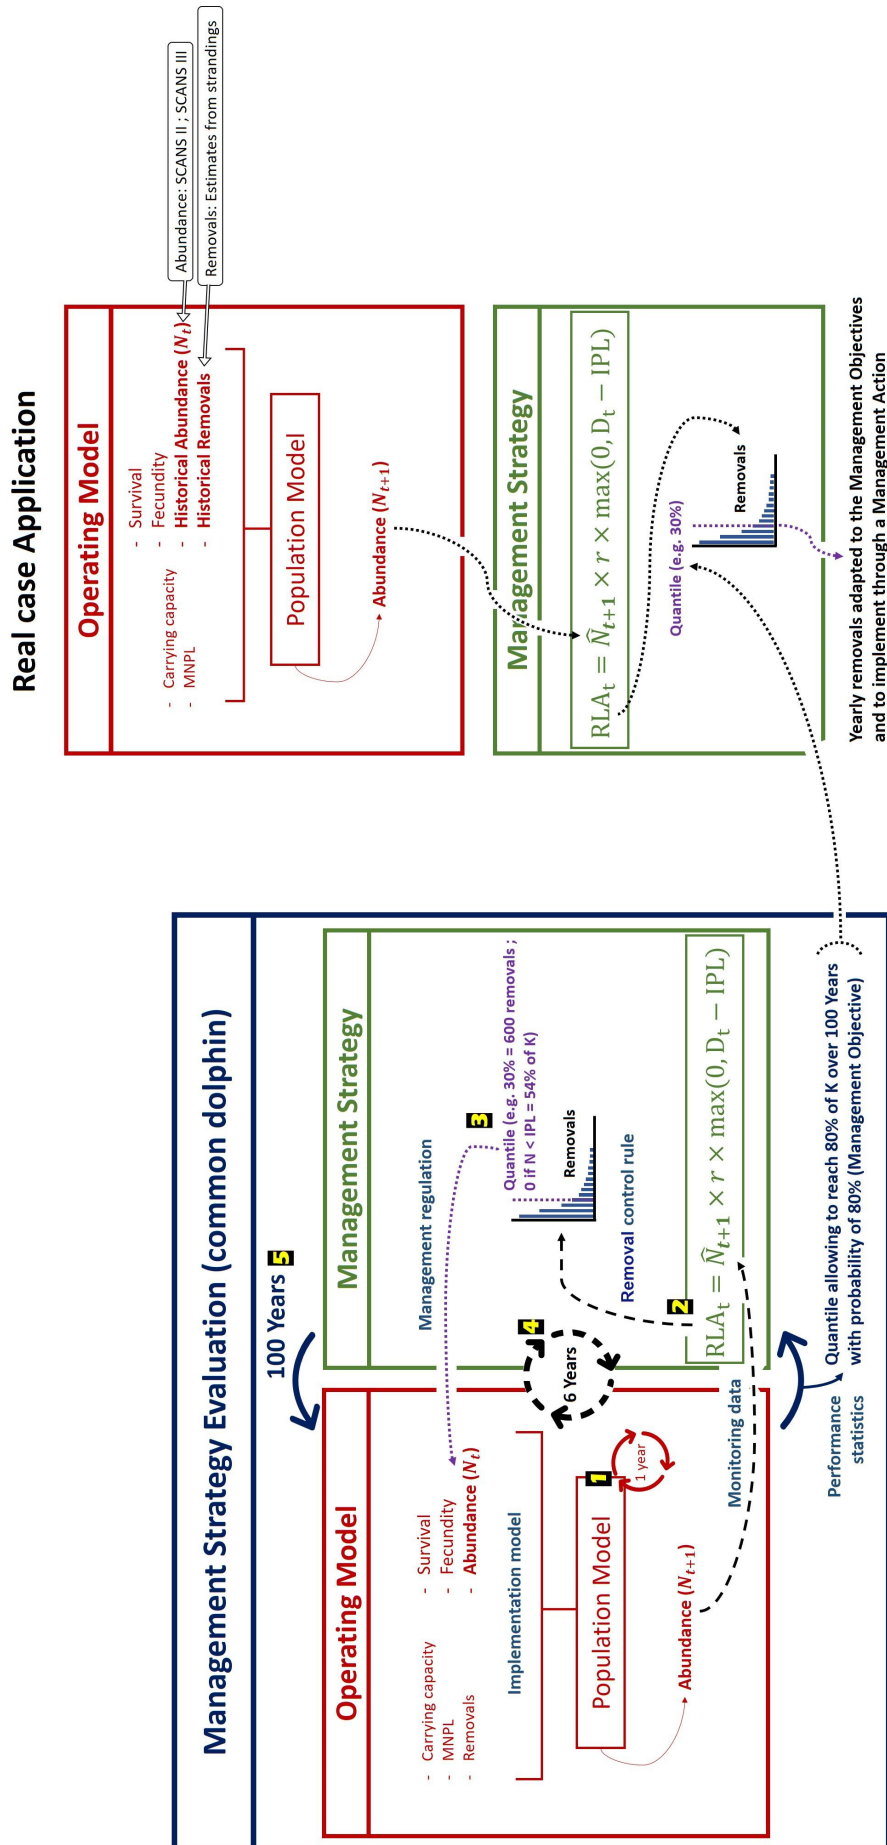 Management Strategy Evaluation (common dolphin)
100 Years 5
Operating Model
- Carrying capacity
- MNPL
- Removals
- Survival
- Fecundity
- Abundance (Nₜ)
Implementation model
Population Model
1
1 year
Abundance (Nₜ₊₁)
Management Strategy
Management regulation
3
Quantile (e.g. 30% = 600 removals ;
0 if N < IPL = 54% of K)
4
6 Years
Removals
Removal control rule
2
RLAₜ = N̂ₜ₊₁ × r × max(0, Dₜ − IPL)
Monitoring data
Performance
statistics
Quantile allowing to reach 80% of K over 100 Years
with probability of 80% (Management Objective)
Real case Application
Operating Model
- Carrying capacity
- MNPL
- Survival
- Fecundity
- Historical Abundance (Nₜ)
- Historical Removals
Abundance: SCANS II ; SCANS III
Removals: Estimates from strandings
Population Model
Abundance (Nₜ₊₁)
Management Strategy
RLAₜ = N̂ₜ₊₁ × r × max(0, Dₜ − IPL)
Quantile (e.g. 30%)
Removals
Yearly removals adapted to the Management Objectives
and to implement through a Management Action